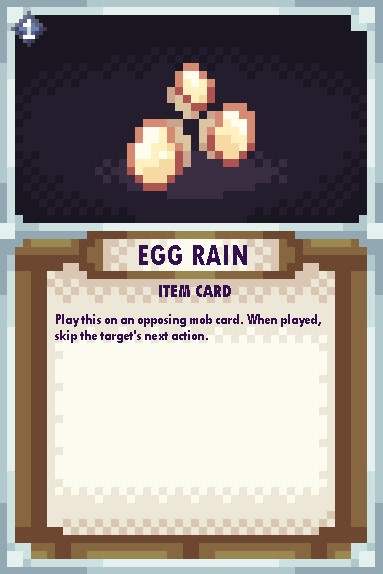 1
EGG RAIN
ITEM CARD
Play this on an opposing mob card. When played,
skip the target's next action.